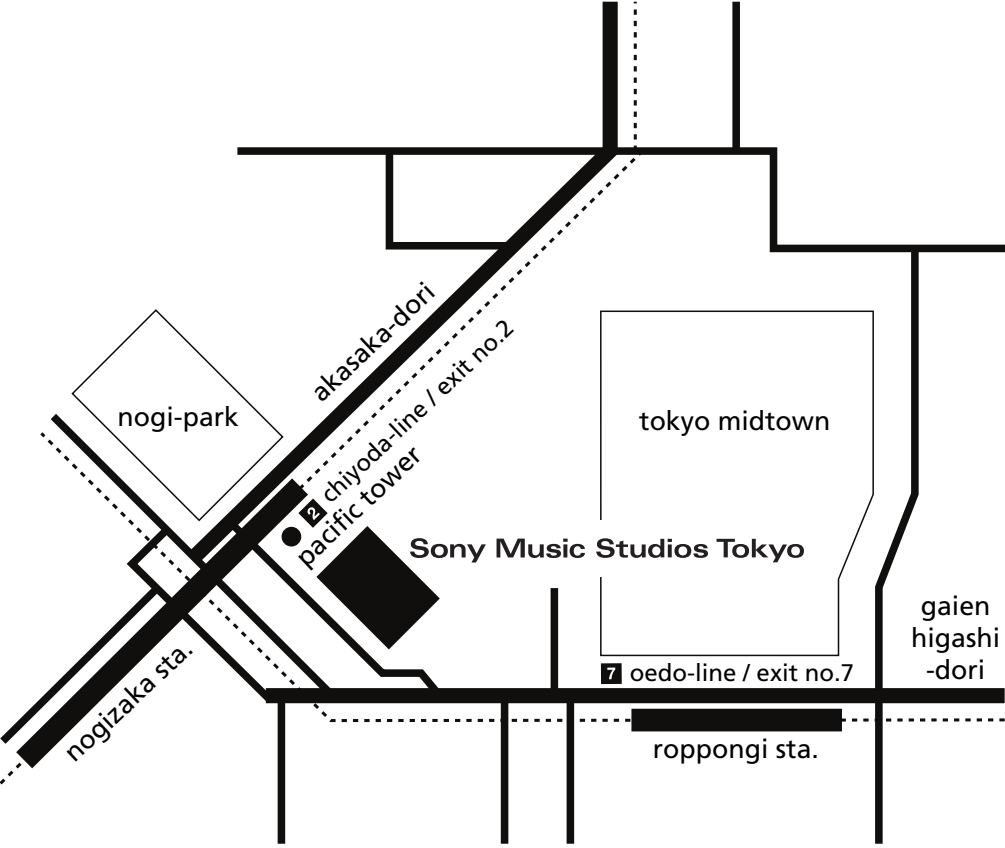 akasaka-dori
2
chiyoda-line / exit no.2
pacific tower
nogi-park
tokyo midtown
Sony Music Studios Tokyo
gaien
higashi
-dori
7
oedo-line / exit no.7
nogizaka sta.
roppongi sta.